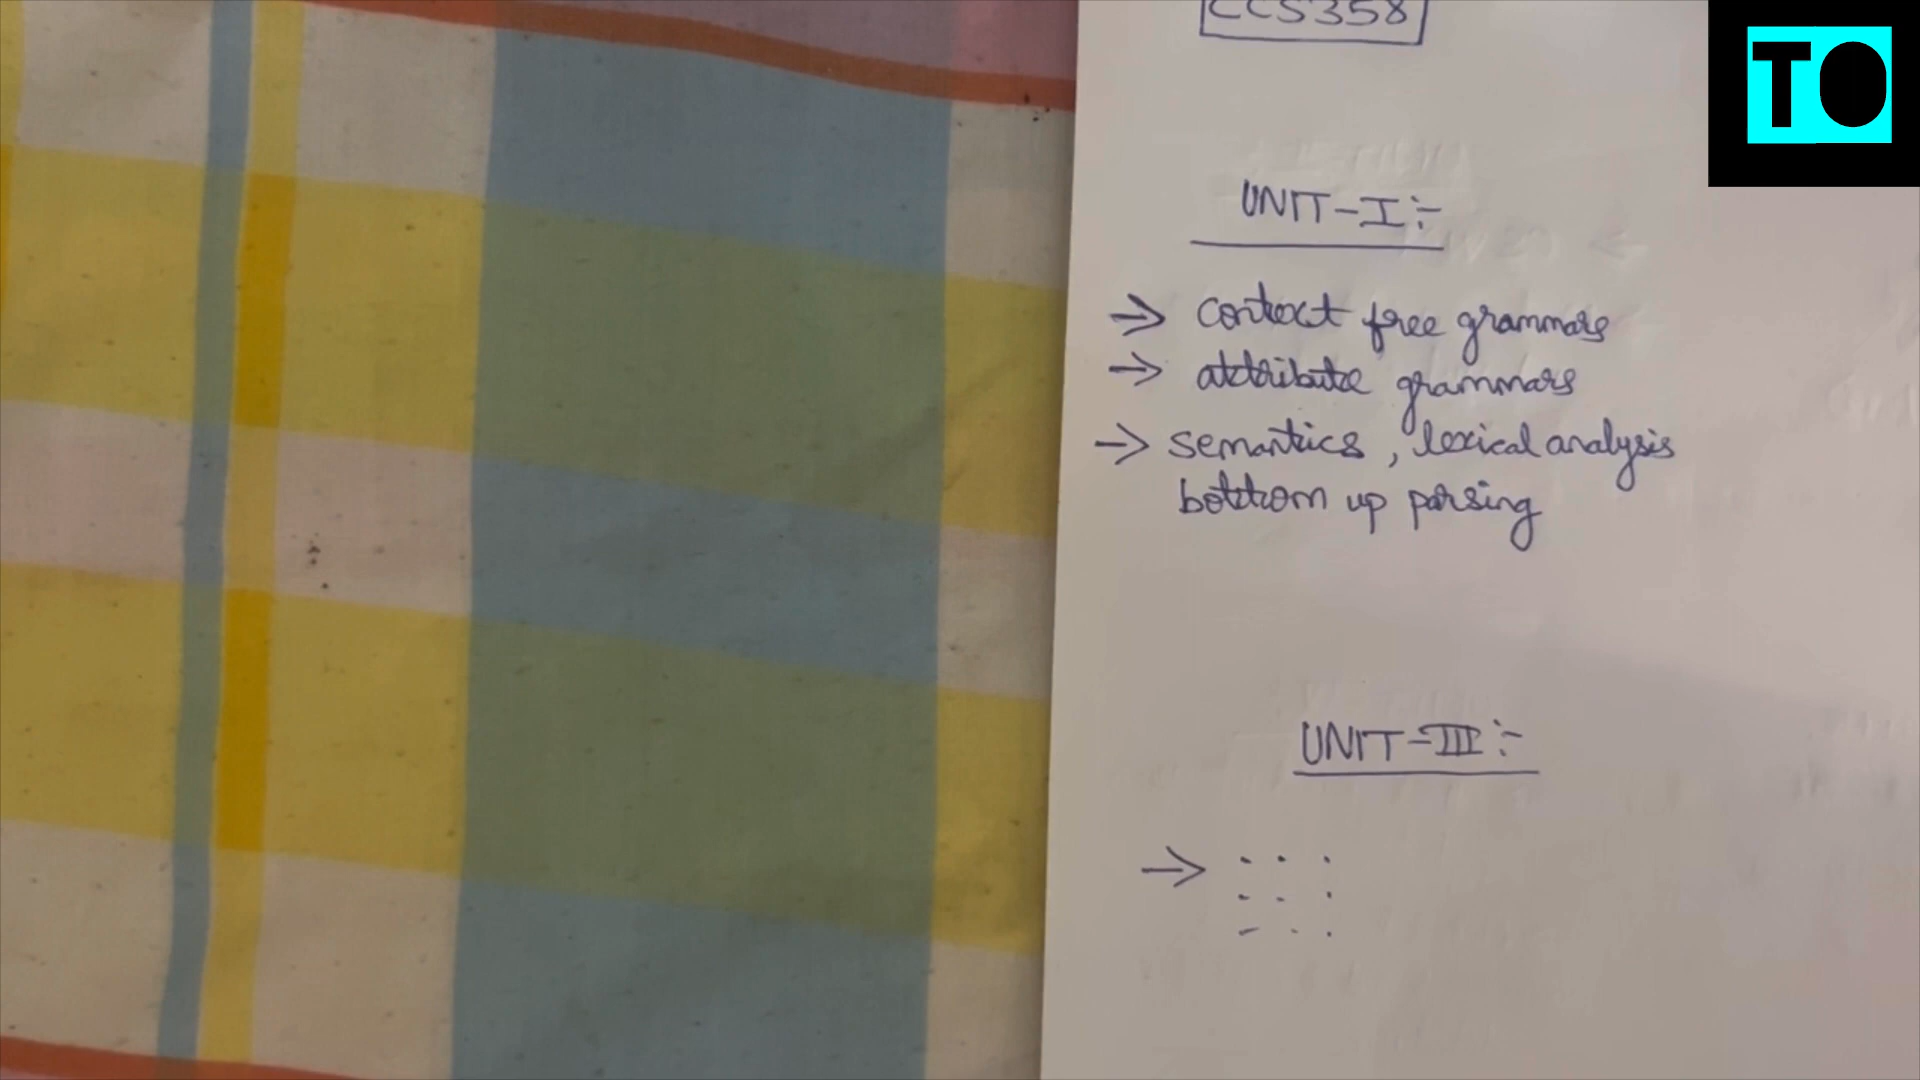 CCS358
TO
UNIT-I :-
→ context free grammars
→ attribute grammars
→ semantics, lexical analysis
bottom up parsing
UNIT-III :-
→